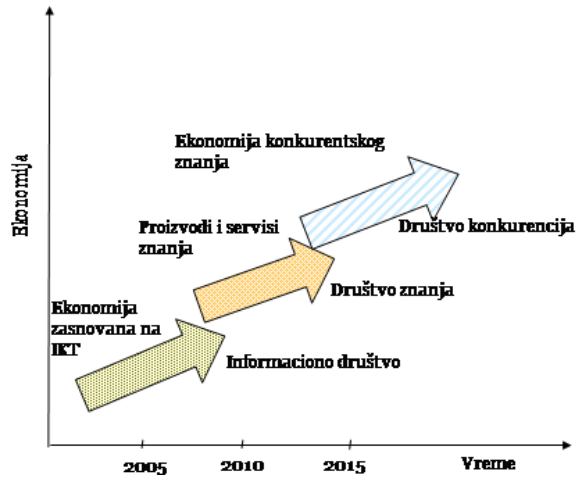 Ekonomija
Ekonomija konkurentskog
znanja
Proizvodi i servisi
znanja
Društvo konkurencija
Ekonomija
zasnovana na
IKT
Društvo znanja
Informaciono društvo
2005
2010
2015
Vreme